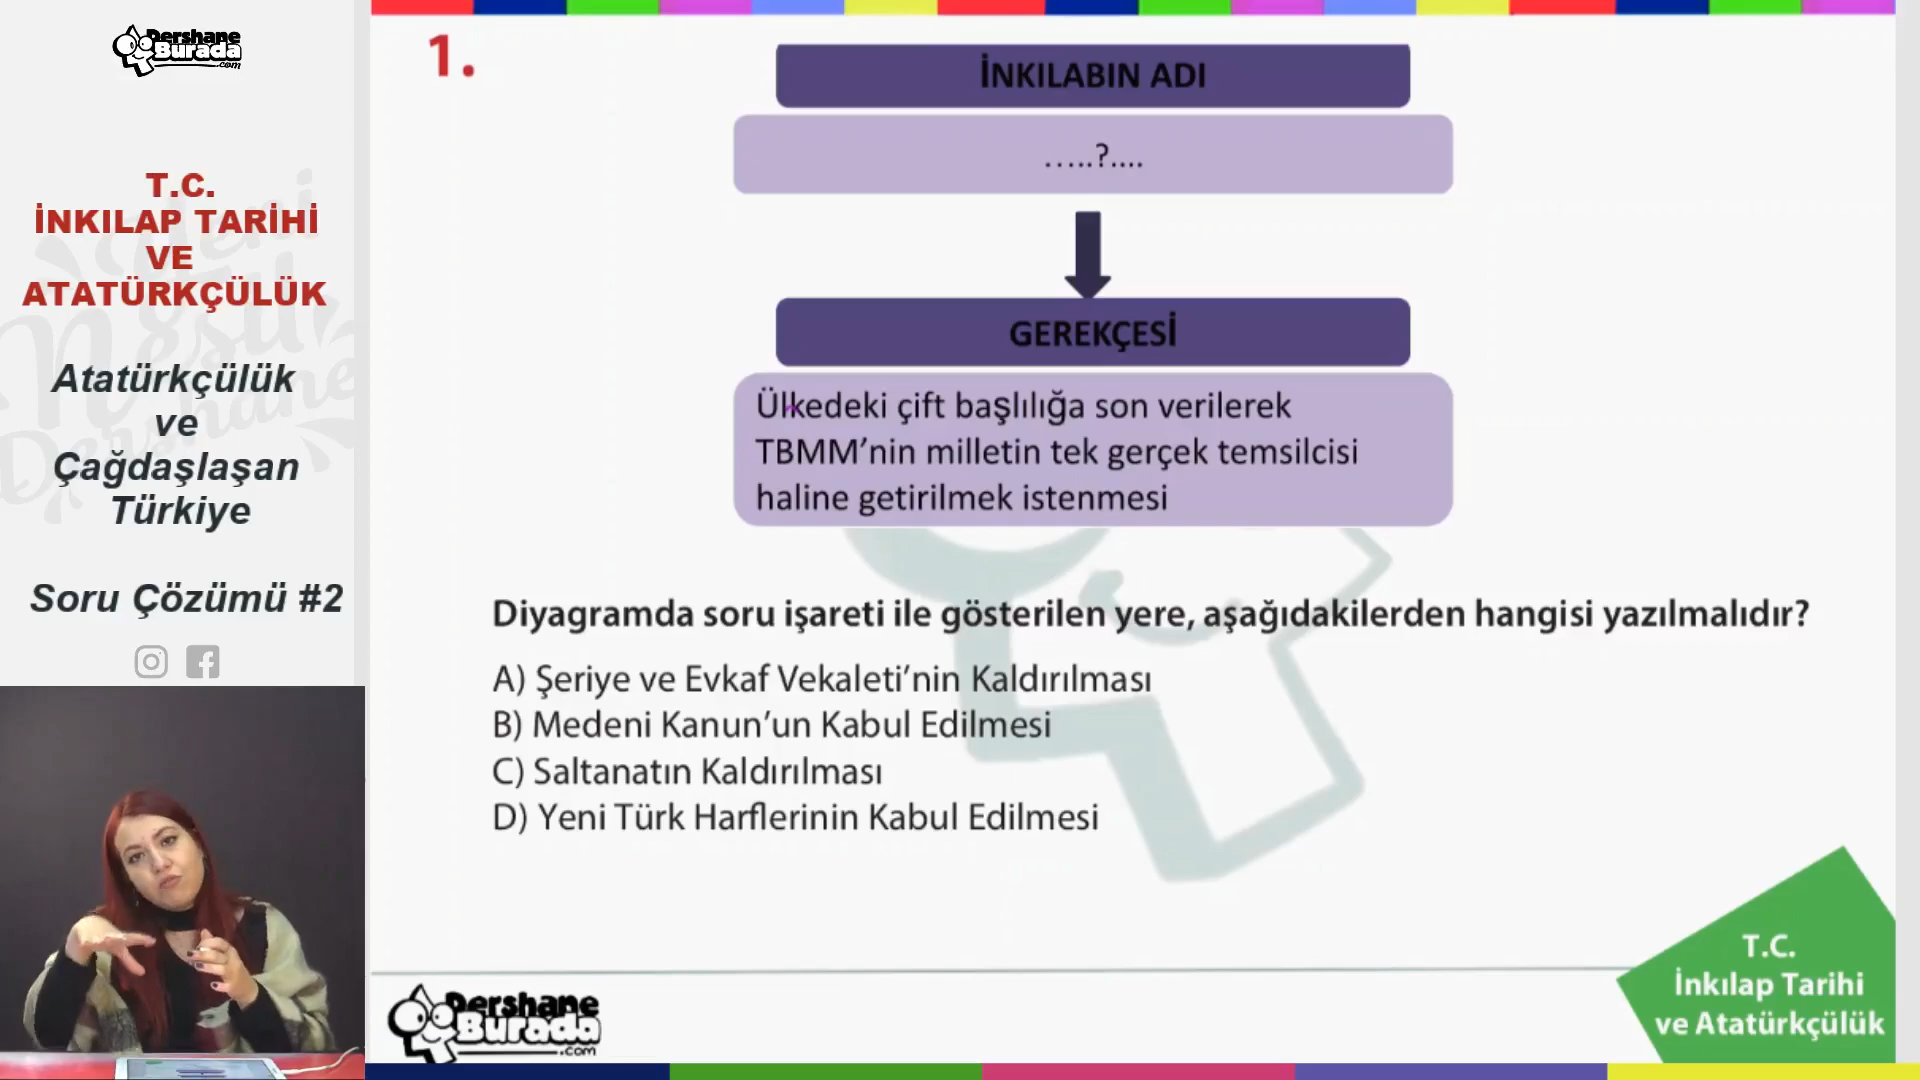 Dershane
Burada
.com
T.C.
İNKILAP TARİHİ
VE
ATATÜRKÇÜLÜK
Atatürkçülük
ve
Çağdaşlaşan
Türkiye
Soru Çözümü #2
1.
İNKILABIN ADI
.....?....
GEREKÇESİ
Ülkedeki çift başlılığa son verilerek
TBMM’nin milletin tek gerçek temsilcisi
haline getirilmek istenmesi
Diyagramda soru işareti ile gösterilen yere, aşağıdakilerden hangisi yazılmalıdır?
A) Şeriye ve Evkaf Vekaleti’nin Kaldırılması
B) Medeni Kanun’un Kabul Edilmesi
C) Saltanatın Kaldırılması
D) Yeni Türk Harflerinin Kabul Edilmesi
Dershane
Burada
.com
T.C.
İnkılap Tarihi
ve Atatürkçülük